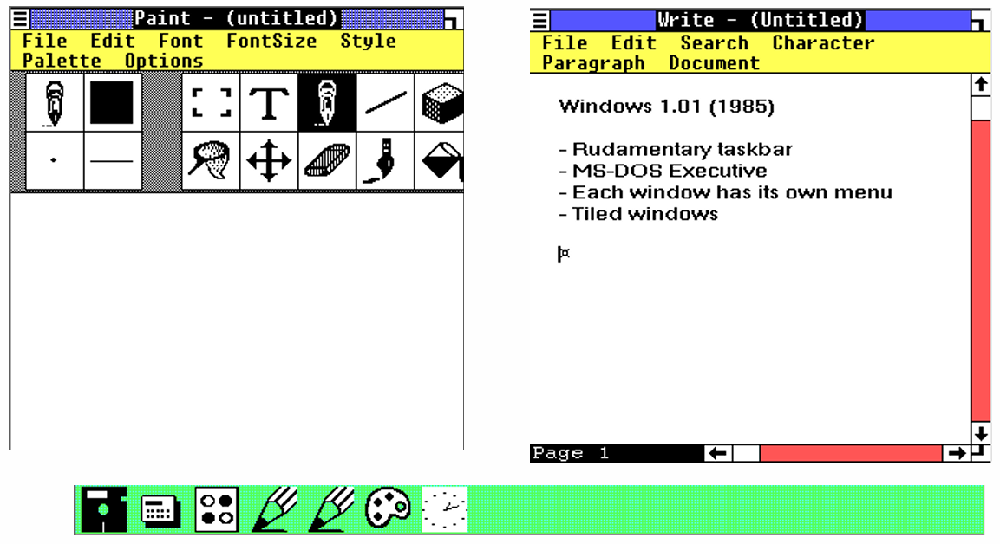 Paint - (untitled)
File Edit Font FontSize Style
Palette Options
T
Write - (Untitled)
File Edit Search Character
Paragraph Document
Windows 1.01 (1985)
- Rudamentary taskbar
- MS-DOS Executive
- Each window has its own menu
- Tiled windows
Page 1